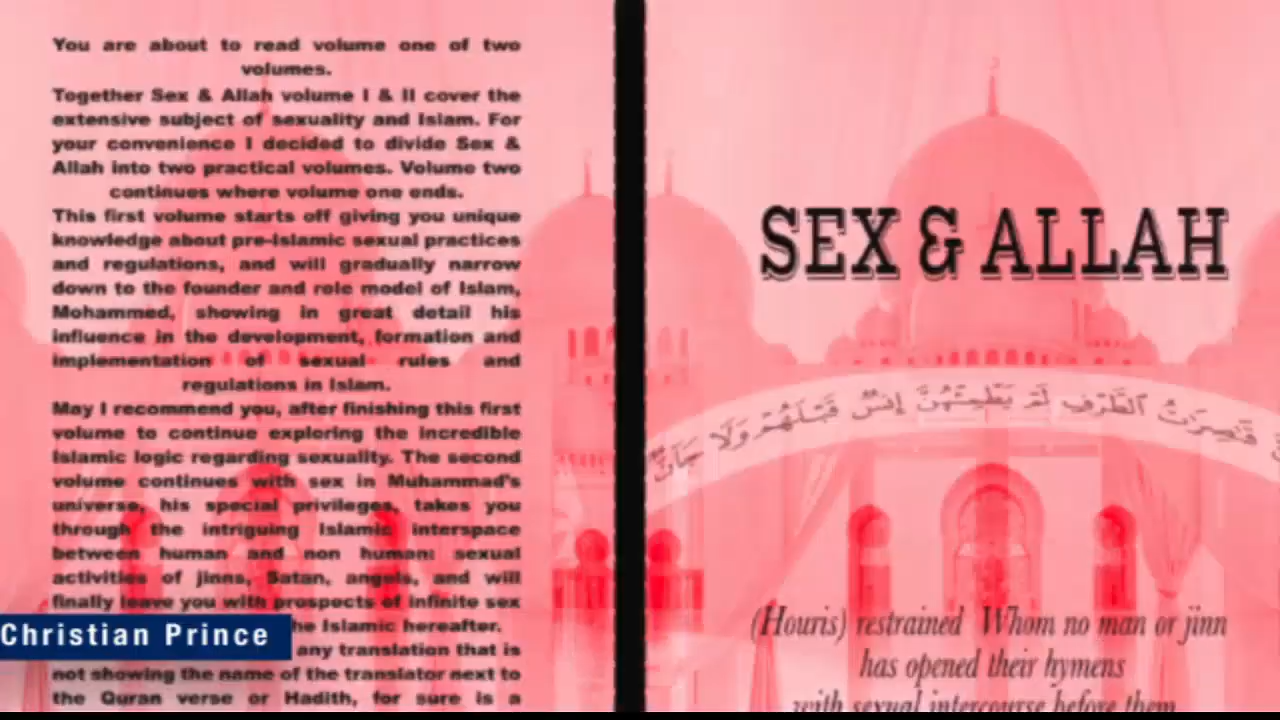 You are about to read volume one of two
volumes.
Together Sex & Allah volume I & II cover the
extensive subject of sexuality and Islam. For
your convenience I decided to divide Sex &
Allah into two practical volumes. Volume two
continues where volume one ends.
This first volume starts off giving you unique
knowledge about pre-Islamic sexual practices
and regulations, and will gradually narrow
down to the founder and role model of Islam,
Mohammed, showing in great detail his
influence in the development, formation and
implementation of sexual rules and
regulations in Islam.
May I recommend you, after finishing this first
volume to continue exploring the incredible
Islamic logic regarding sexuality. The second
volume continues with sex in Muhammad's
universe, his special privileges, takes you
through the intriguing Islamic interspace
between human and non human: sexual
activities of jinns, Satan, angels, and will
finally leave you with prospects of infinite sex
he Islamic hereafter.
any translation that is
not showing the name of the translator next to
the Quran verse or Hadith, for sure is a
Christian Prince
SEX & ALLAH
قَٰصِرَٰتُ ٱلطَّرْفِ لَمْ يَطْمِثْهُنَّ إِنسٌ قَبْلَهُمْ وَلَا جَآنٌّ
(Houris) restrained Whom no man or jinn
has opened their hymens
with sexual intercourse before them